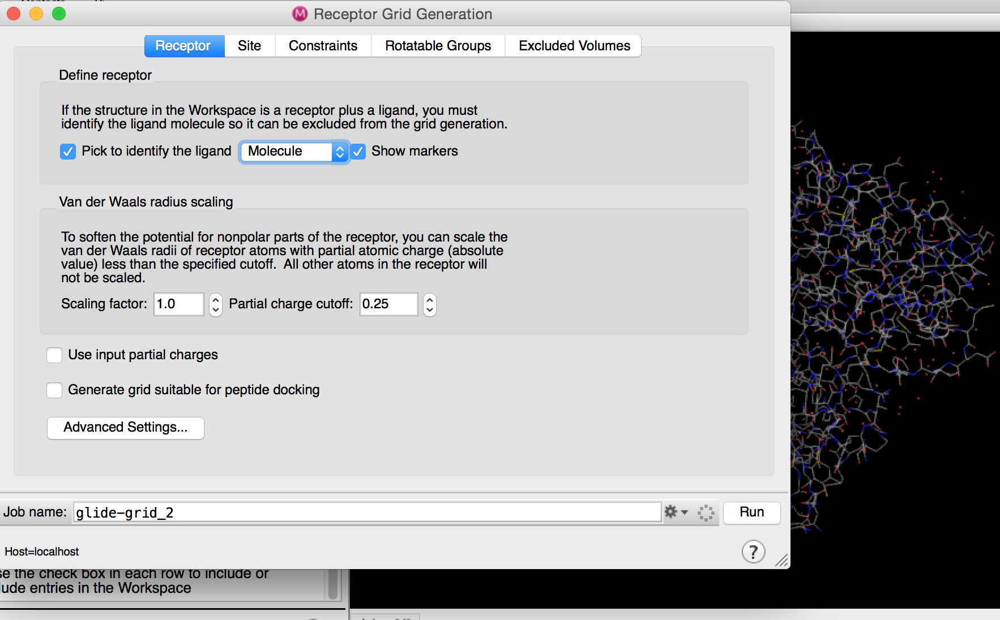 Receptor Grid Generation
Receptor Site Constraints Rotatable Groups Excluded Volumes
Define receptor
If the structure in the Workspace is a receptor plus a ligand, you must
identify the ligand molecule so it can be excluded from the grid generation.
Pick to identify the ligand Molecule Show markers
Van der Waals radius scaling
To soften the potential for nonpolar parts of the receptor, you can scale the
van der Waals radii of receptor atoms with partial atomic charge (absolute
value) less than the specified cutoff. All other atoms in the receptor will
not be scaled.
Scaling factor: 1.0 Partial charge cutoff: 0.25
Use input partial charges
Generate grid suitable for peptide docking
Advanced Settings...
Job name: glide-grid_2 Run
Host=localhost ?
se the check box in each row to include or
lude entries in the Workspace